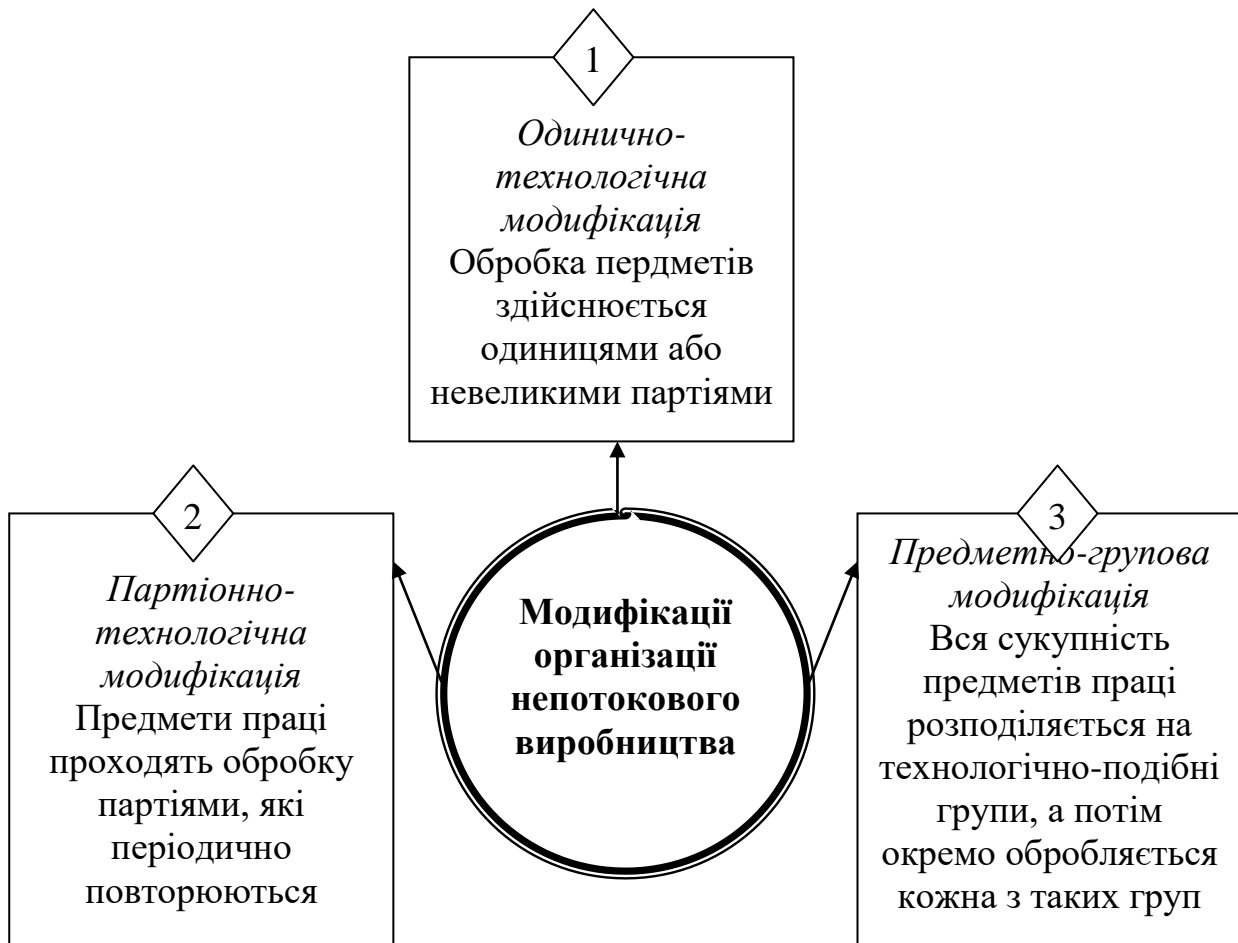 1
Одинично-
технологічна
модифікація
Обробка пердметів
здійснюється
одиницями або
невеликими партіями
2
Партіонно-
технологічна
модифікація
Предмети праці
проходять обробку
партіями, які
періодично
повторюються
Модифікації
організації
непотокового
виробництва
3
Предметно-групова
модифікація
Вся сукупність
предметів праці
розподіляється на
технологічно-подібні
групи, а потім
окремо обробляється
кожна з таких груп